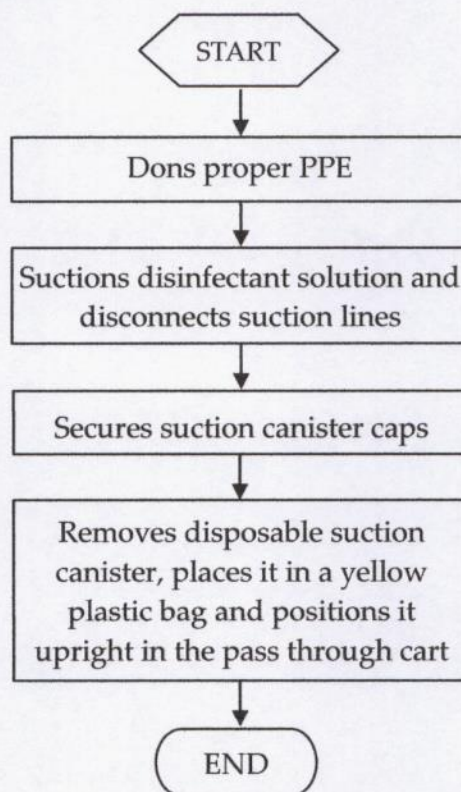 START
Dons proper PPE
Suctions disinfectant solution and
disconnects suction lines
Secures suction canister caps
Removes disposable suction
canister, places it in a yellow
plastic bag and positions it
upright in the pass through cart
END